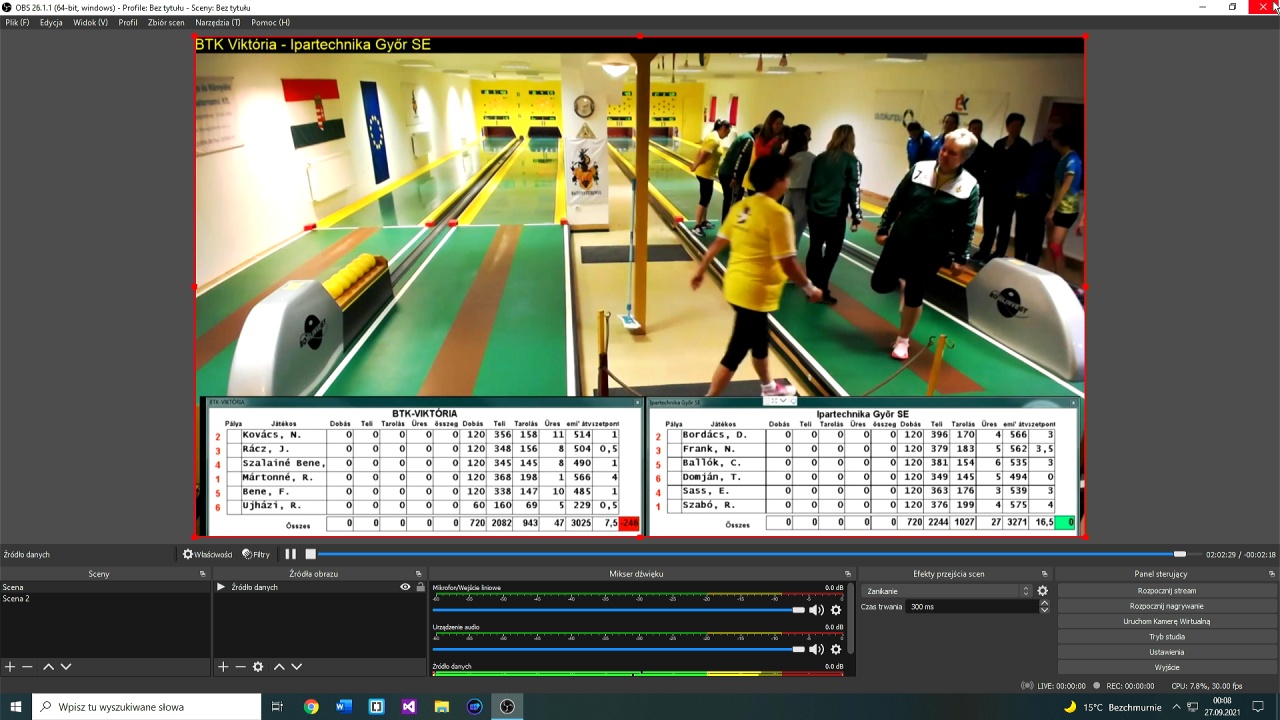 OBS 26.1.1 (64-bit, windows) - Profile: Bez tytułu - Sceny: Bez tytułu
Plik (F) Edycja Widok (V) Profil Zbiór scen Narzędzia (T) Pomoc (H)
BTK Viktória - Ipartechnika Győr SE
BTK-VIKTÓRIA
BTK-VIKTÓRIA
Pálya Játékos Dobás Teli Tarolás Üres összeg Dobás Teli Tarolás Üres
2 Kovács, N. 0 0 0 0 0 120 356 158 11 514 1
3 Rácz, J. 0 0 0 0 0 120 348 156 8 504 0,5
4 Szalainé Bene, 0 0 0 0 0 120 345 145 8 490 1
1 Mártonné, R. 0 0 0 0 0 120 368 198 1 566 4
5 Bene, F. 0 0 0 0 0 120 338 147 10 485 1
6 Ujházi, R. 0 0 0 0 0 60 160 69 5 229 0,5
Összes 0 0 0 0 0 720 2082 943 47 3025 7,5 -246
Ipartechnika Győr SE
Ipartechnika Győr SE
Pálya Játékos Dobás Teli Tarolás Üres összeg Dobás Teli Tarolás Üres
2 Bordács, D. 0 0 0 0 0 120 396 170 4 566 3
3 Frank, N. 0 0 0 0 0 120 379 183 5 562 3,5
5 Ballók, C. 0 0 0 0 0 120 381 154 6 535 3
6 Domján, T. 0 0 0 0 0 120 349 145 5 494 0
4 Sass, E. 0 0 0 0 0 120 363 176 3 539 3
1 Szabó, R. 0 0 0 0 0 120 376 199 4 575 4
Összes 0 0 0 0 0 720 2244 1027 27 3271 16,5 0
Źródło danych Właściwości Filtry 02:02:29 / -00:02:18
Sceny
Scena
Scena 2
Źródła obrazu
Źródło danych
Mikser dźwięku
Mikrofon/Wejście liniowe 0.0 dB
Urządzenie audio 0.0 dB
Źródło danych 0.0 dB
Efekty przejścia scen
Zanikanie
Czas trwania 300 ms
Panel sterujący
Rozpocznij stream
Rozpocznij nagrywanie
Uruchom Kamerę Wirtualną
Tryb studia
Ustawienia
Wyjście
LIVE: 00:00:00 REC: 00:00:00 CPU: 7.8%, 30.00 fps
Wpisz tu wyszukiwane słowa
15°C Bezchmurnie
00:08
27.09.2021